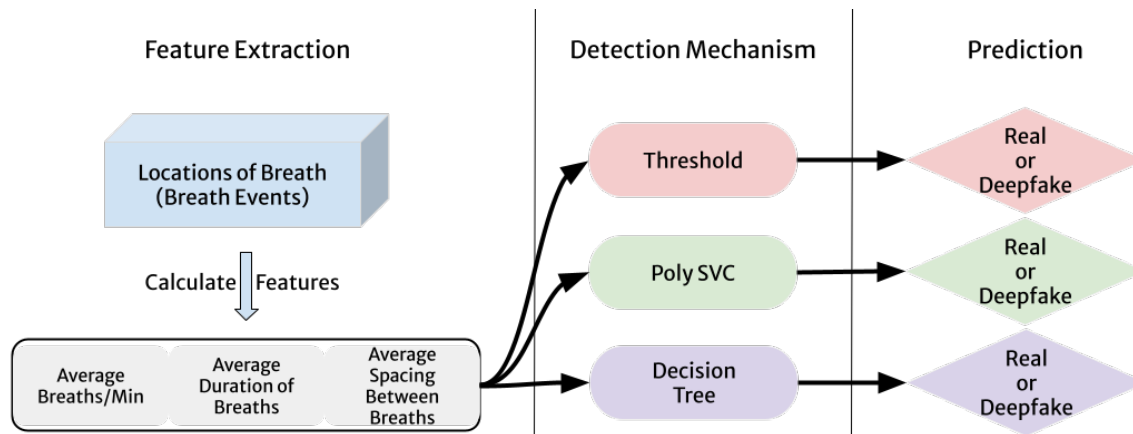 Feature Extraction
Detection Mechanism
Prediction
Locations of Breath
(Breath Events)
Calculate Features
Average
Breaths/Min
Average
Duration of
Breaths
Average
Spacing
Between
Breaths
Threshold
Poly SVC
Decision
Tree
Real
or
Deepfake
Real
or
Deepfake
Real
or
Deepfake